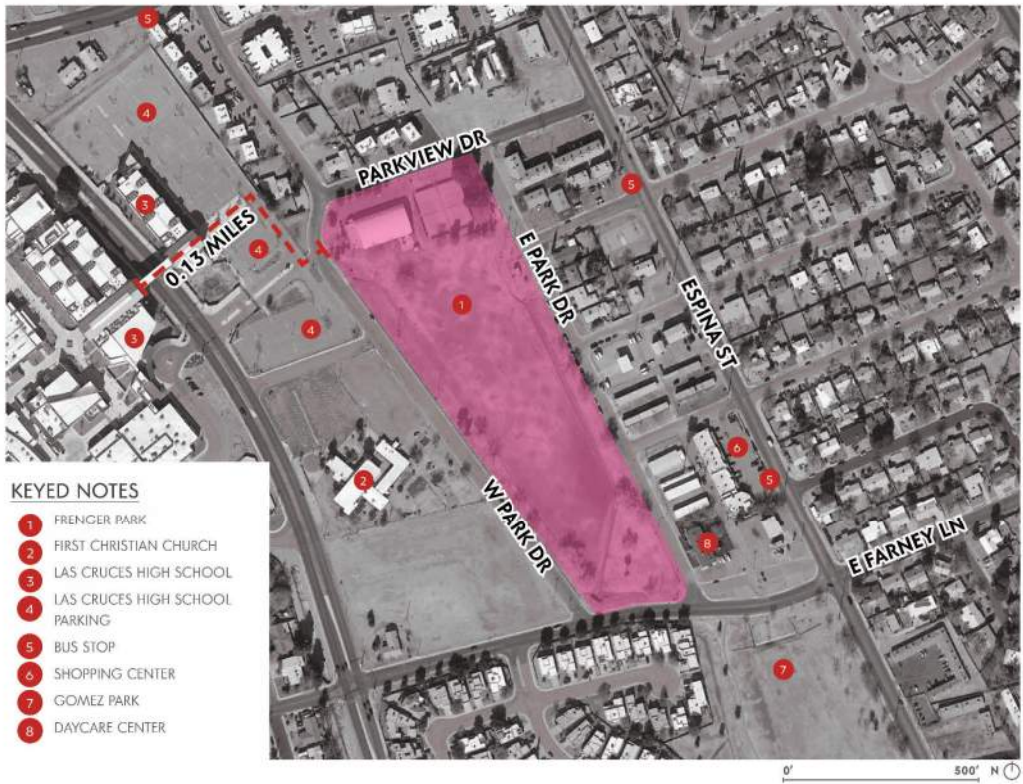 5
4
PARKVIEW DR
5
3
0.13 MILES
4
E PARK DR
1
3
4
ESPINA ST
6
2
5
W PARK DR
8
E FARNEY LN
7
KEYED NOTES
1 FRENGER PARK
2 FIRST CHRISTIAN CHURCH
3 LAS CRUCES HIGH SCHOOL
4 LAS CRUCES HIGH SCHOOL
PARKING
5 BUS STOP
6 SHOPPING CENTER
7 GOMEZ PARK
8 DAYCARE CENTER
0' 500' N